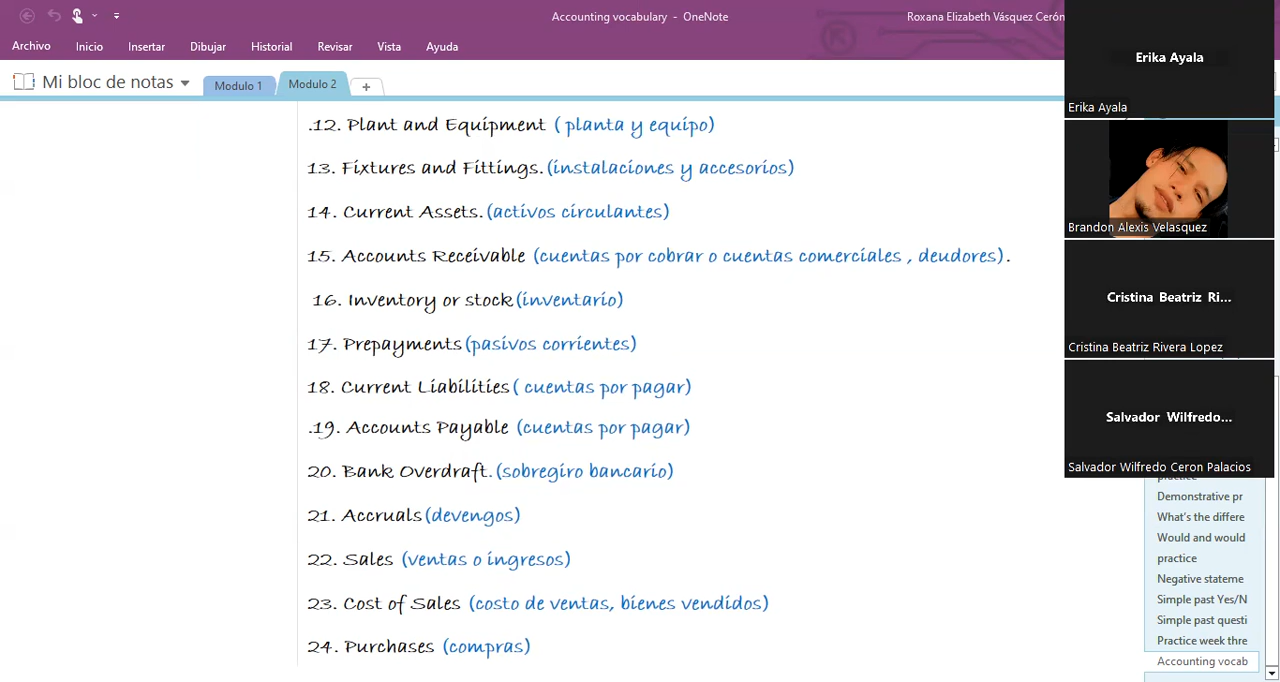 Accounting vocabulary - OneNote
Roxana Elizabeth Vásquez Cerón
Archivo Inicio Insertar Dibujar Historial Revisar Vista Ayuda
Mi bloc de notas Modulo 1 Modulo 2 +
.12. Plant and Equipment ( planta y equipo)
13. Fixtures and Fittings. (instalaciones y accesorios)
14. Current Assets. (activos circulantes)
15. Accounts Receivable (cuentas por cobrar o cuentas comerciales , deudores) .
16. Inventory or stock (inventario)
17. Prepayments (pasivos corrientes)
18. Current Liabilities ( cuentas por pagar)
.19. Accounts Payable (cuentas por pagar)
20. Bank Overdraft. (sobregiro bancario)
21. Accruals (devengos)
22. Sales (ventas o ingresos)
23. Cost of Sales (costo de ventas, bienes vendidos)
24. Purchases (compras)
Erika Ayala
Erika Ayala
Brandon Alexis Velasquez
Cristina Beatriz Ri...
Cristina Beatriz Rivera Lopez
Salvador Wilfredo...
Salvador Wilfredo Ceron Palacios
practice
Demonstrative pr
What's the differe
Would and would
practice
Negative stateme
Simple past Yes/N
Simple past questi
Practice week thre
Accounting vocab